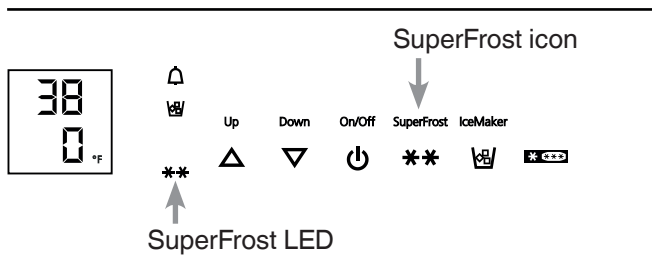 SuperFrost icon
38
0 °F
Up Down On/Off SuperFrost IceMaker
SuperFrost LED